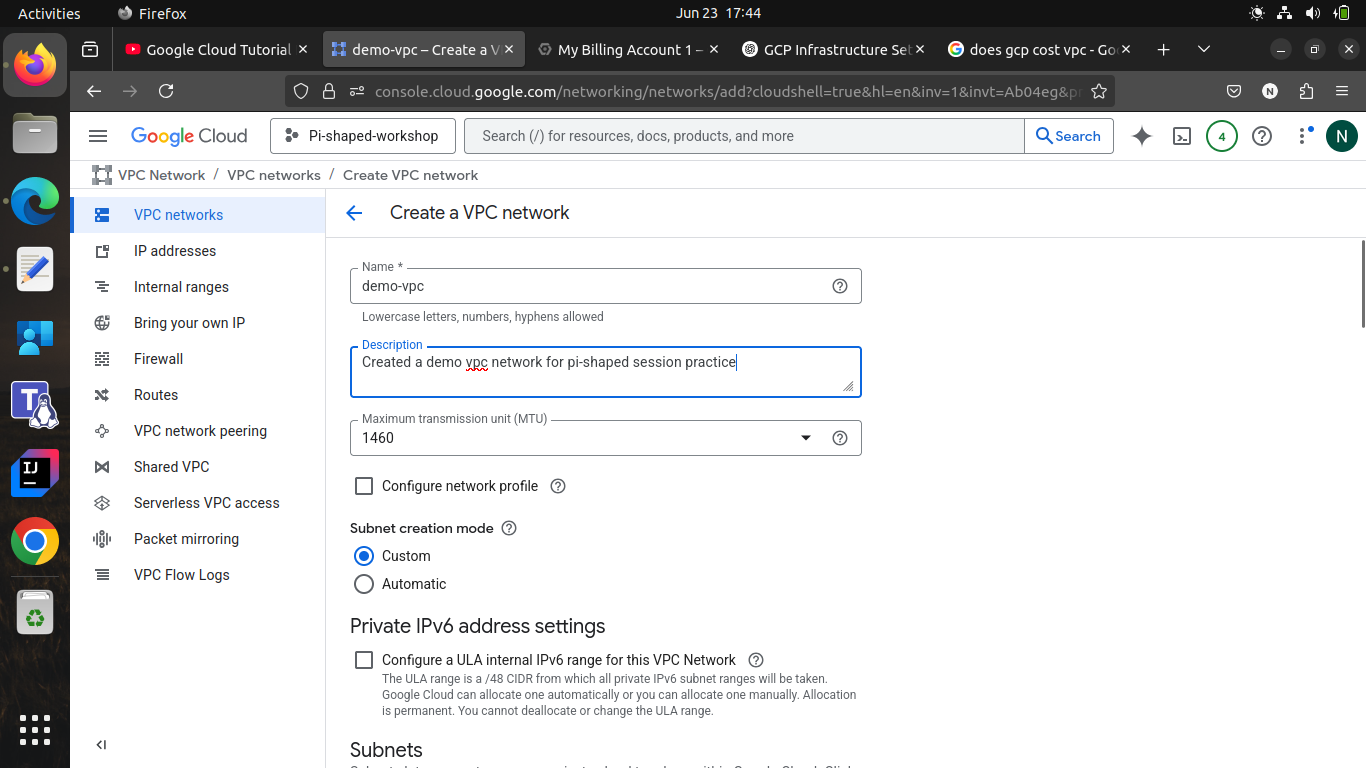 Activities
Firefox
Jun 23 17:44
Google Cloud Tutorial
demo-vpc – Create a V
My Billing Account 1 –
GCP Infrastructure Set
does gcp cost vpc - Goo
console.cloud.google.com/networking/networks/add?cloudshell=true&hl=en&inv=1&invt=Ab04eg&pr
N
Google Cloud
Pi-shaped-workshop
Search (/) for resources, docs, products, and more
Search
4
N
VPC Network / VPC networks / Create VPC network
VPC networks
IP addresses
Internal ranges
Bring your own IP
Firewall
Routes
VPC network peering
Shared VPC
Serverless VPC access
Packet mirroring
VPC Flow Logs
Create a VPC network
Name *
demo-vpc
Lowercase letters, numbers, hyphens allowed
Description
Created a demo vpc network for pi-shaped session practice
Maximum transmission unit (MTU)
1460
Configure network profile
Subnet creation mode
Custom
Automatic
Private IPv6 address settings
Configure a ULA internal IPv6 range for this VPC Network
The ULA range is a /48 CIDR from which all private IPv6 subnet ranges will be taken.
Google Cloud can allocate one automatically or you can allocate one manually. Allocation
is permanent. You cannot deallocate or change the ULA range.
Subnets